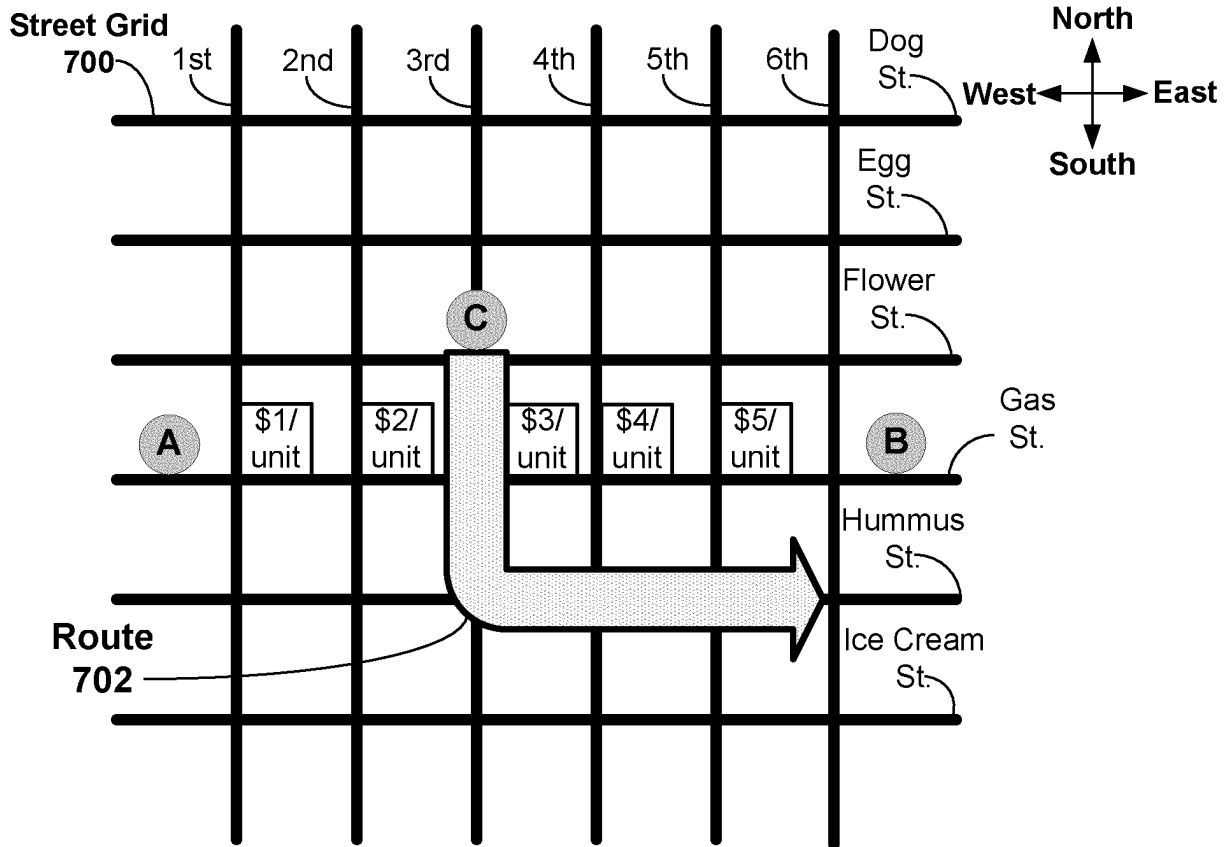 Street Grid
700
1st
2nd
3rd
4th
5th
6th
Dog
St.
North
West
East
South
Egg
St.
Flower
St.
C
A
$1/
unit
$2/
unit
$3/
unit
$4/
unit
$5/
unit
B
Gas
St.
Hummus
St.
Route
702
Ice Cream
St.